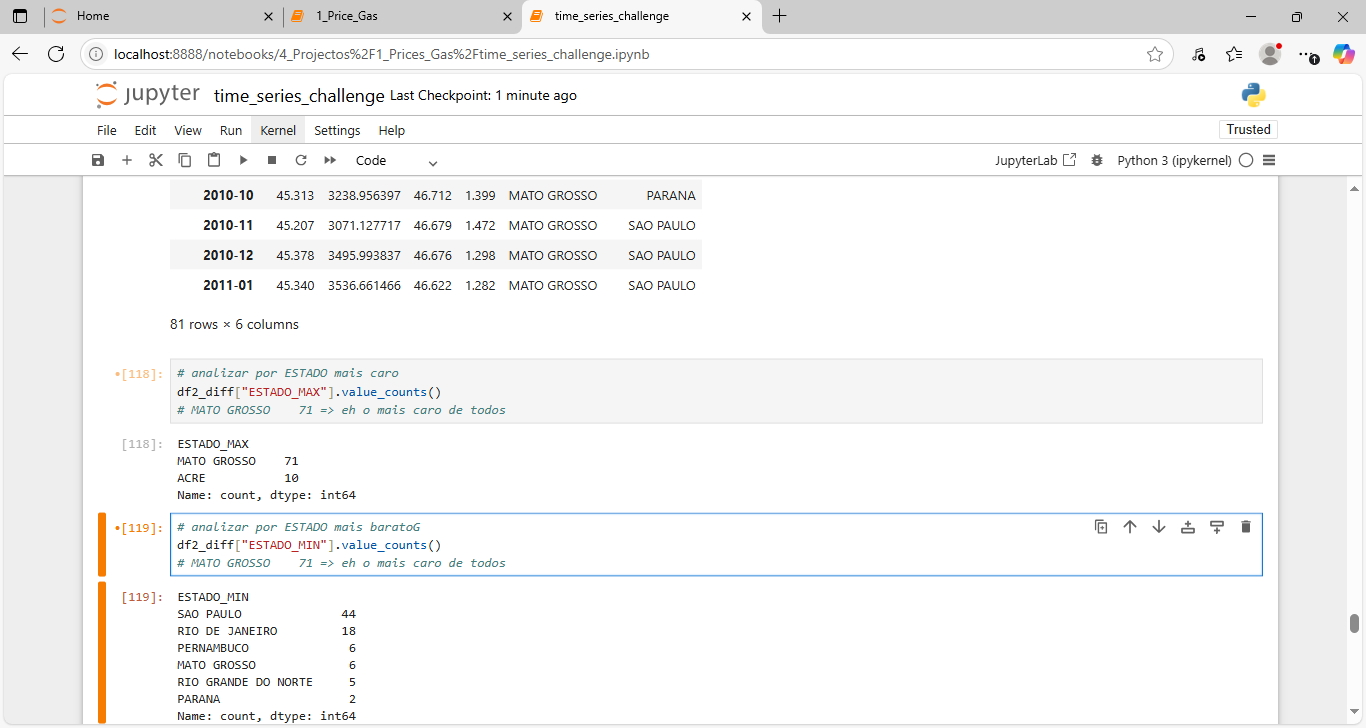 Home
1_Price_Gas
time_series_challenge
localhost:8888/notebooks/4_Projectos%2F1_Prices_Gas%2Ftime_series_challenge.ipynb
jupyter time_series_challenge Last Checkpoint: 1 minute ago
File Edit View Run Kernel Settings Help
Trusted
Code
JupyterLab Python 3 (ipykernel)
2010-10 45.313 3238.956397 46.712 1.399 MATO GROSSO PARANA
2010-11 45.207 3071.127717 46.679 1.472 MATO GROSSO SAO PAULO
2010-12 45.378 3495.993837 46.676 1.298 MATO GROSSO SAO PAULO
2011-01 45.340 3536.661466 46.622 1.282 MATO GROSSO SAO PAULO
81 rows × 6 columns
•[118]: # analizar por ESTADO mais caro
df2_diff["ESTADO_MAX"].value_counts()
# MATO GROSSO    71 => eh o mais caro de todos
[118]: ESTADO_MAX
MATO GROSSO    71
ACRE           10
Name: count, dtype: int64
•[119]: # analizar por ESTADO mais baratoG
df2_diff["ESTADO_MIN"].value_counts()
# MATO GROSSO    71 => eh o mais caro de todos
[119]: ESTADO_MIN
SAO PAULO              44
RIO DE JANEIRO         18
PERNAMBUCO              6
MATO GROSSO             6
RIO GRANDE DO NORTE     5
PARANA                  2
Name: count, dtype: int64